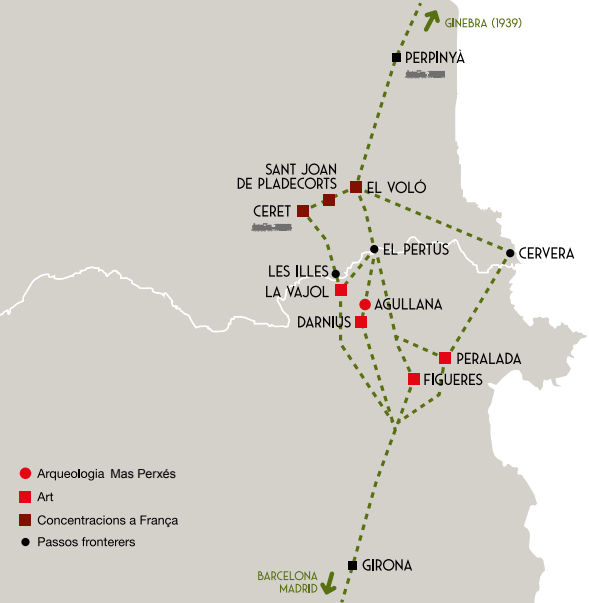 GINEBRA (1939)
PERPINYÀ
SANT JOAN
DE PLADECORTS
EL VOLÓ
CERET
EL PERTÚS
CERVERA
LES ILLES
LA VAJOL
AGULLANA
DARNIUS
PERALADA
FIGUERES
Arqueologia Mas Perxés
Art
Concentracions a França
Passos fronterers
GIRONA
BARCELONA
MADRID